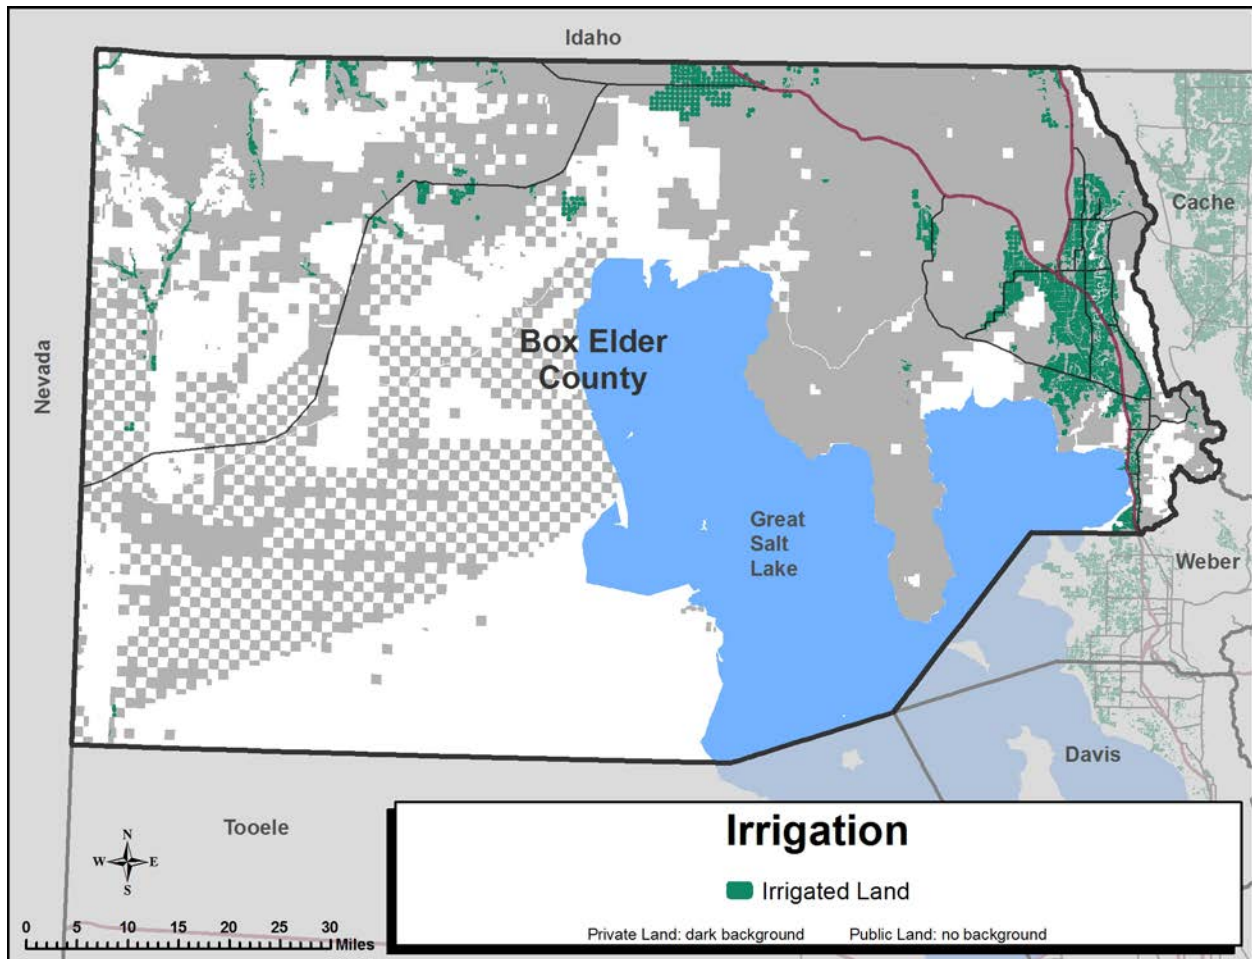 Idaho
Cache
Nevada
Box Elder
County
Great
Salt
Lake
Weber
Davis
Tooele
N
W E
S
0 5 10 15 20 25 30
Miles
Irrigation
Irrigated Land
Private Land: dark background Public Land: no background